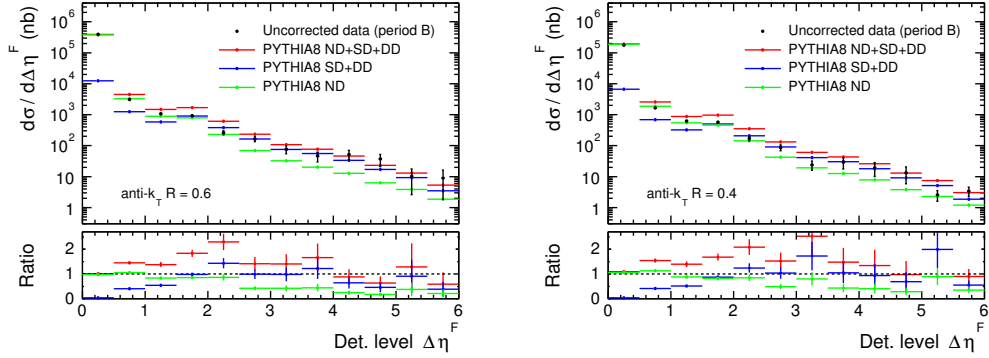 dσ / dΔη^F (nb)
10^6
10^5
10^4
10^3
10^2
10
1
Uncorrected data (period B)
PYTHIA8 ND+SD+DD
PYTHIA8 SD+DD
PYTHIA8 ND
anti-k_T R = 0.6
Ratio
2
1
0
0 1 2 3 4 5 6
Det. level Δη^F
dσ / dΔη^F (nb)
10^6
10^5
10^4
10^3
10^2
10
1
Uncorrected data (period B)
PYTHIA8 ND+SD+DD
PYTHIA8 SD+DD
PYTHIA8 ND
anti-k_T R = 0.4
Ratio
2
1
0
0 1 2 3 4 5 6
Det. level Δη^F